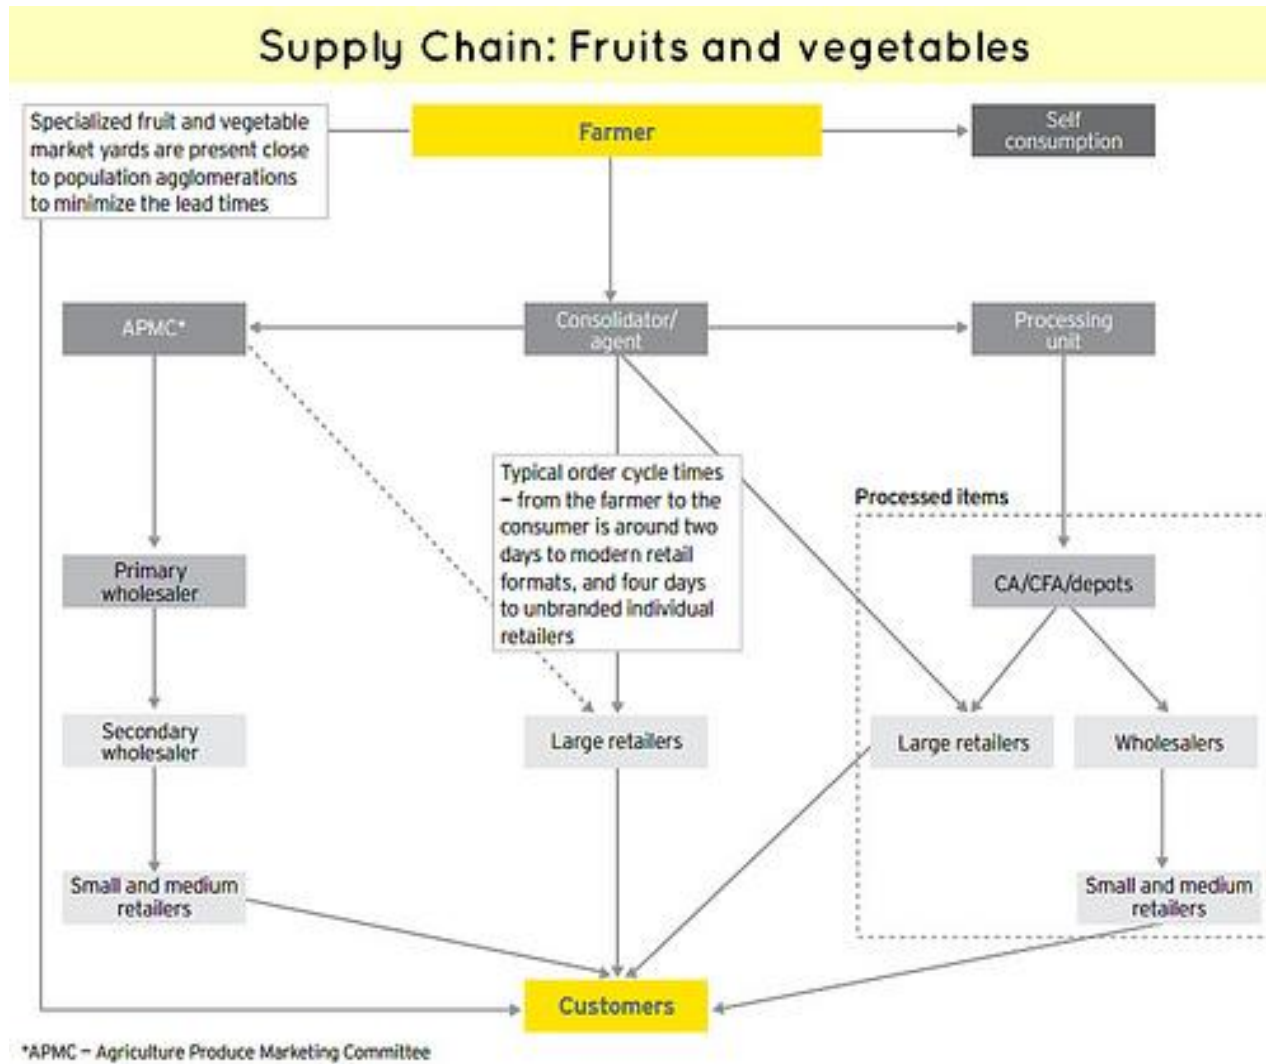 Supply Chain: Fruits and vegetables
Specialized fruit and vegetable
market yards are present close
to population agglomerations
to minimize the lead times
Farmer
Self
consumption
APMC*
Consolidator/
agent
Processing
unit
Typical order cycle times
– from the farmer to the
consumer is around two
days to modern retail
formats, and four days
to unbranded individual
retailers
Processed items
Primary
wholesaler
CA/CFA/depots
Secondary
wholesaler
Large retailers
Large retailers
Wholesalers
Small and medium
retailers
Small and medium
retailers
Customers
*APMC – Agriculture Produce Marketing Committee